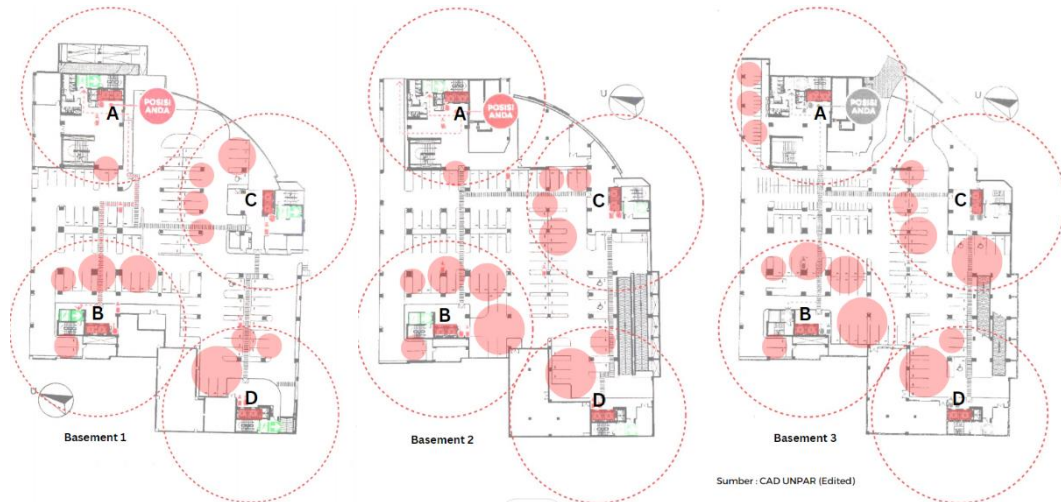 A
POSISI
ANDA
C
B
D
U
Basement 1
A
POSISI
ANDA
U
C
B
D
Basement 2
A
POSISI
ANDA
U
C
B
D
Basement 3
Sumber : CAD UNPAR (Edited)